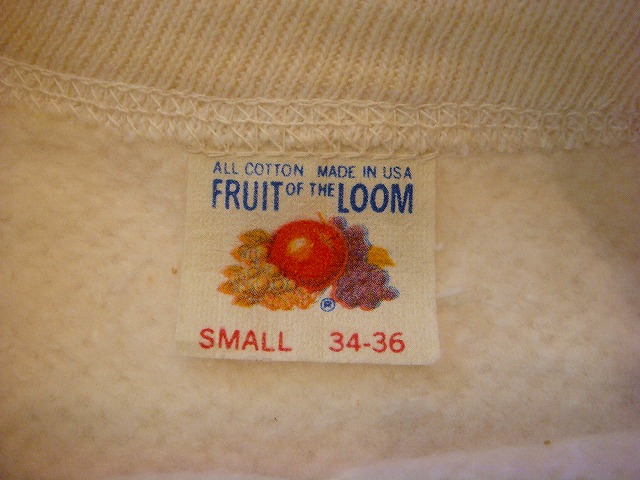 ALL COTTON MADE IN USA
FRUIT OF THE LOOM
®
SMALL 34-36